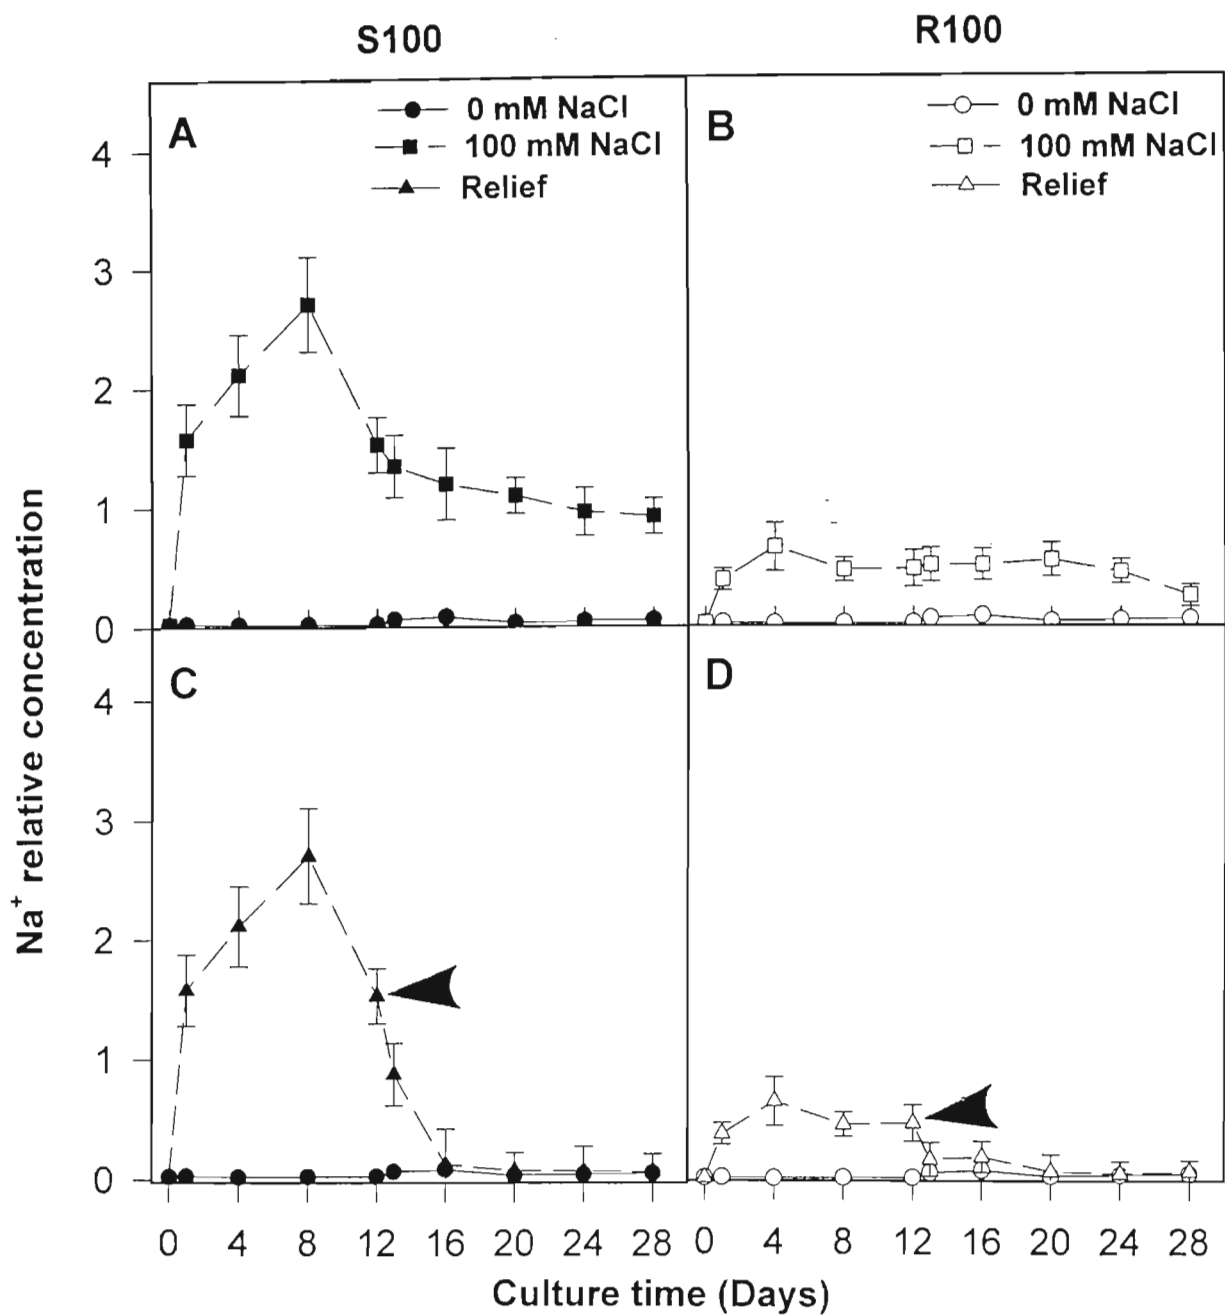 S100
R100
A
0 mM NaCl
100 mM NaCl
Relief
B
0 mM NaCl
100 mM NaCl
Relief
4
3
2
1
0
C
D
4
3
2
1
0
0 4 8 12 16 20 24 28
0 4 8 12 16 20 24 28
Na⁺ relative concentration
Culture time (Days)